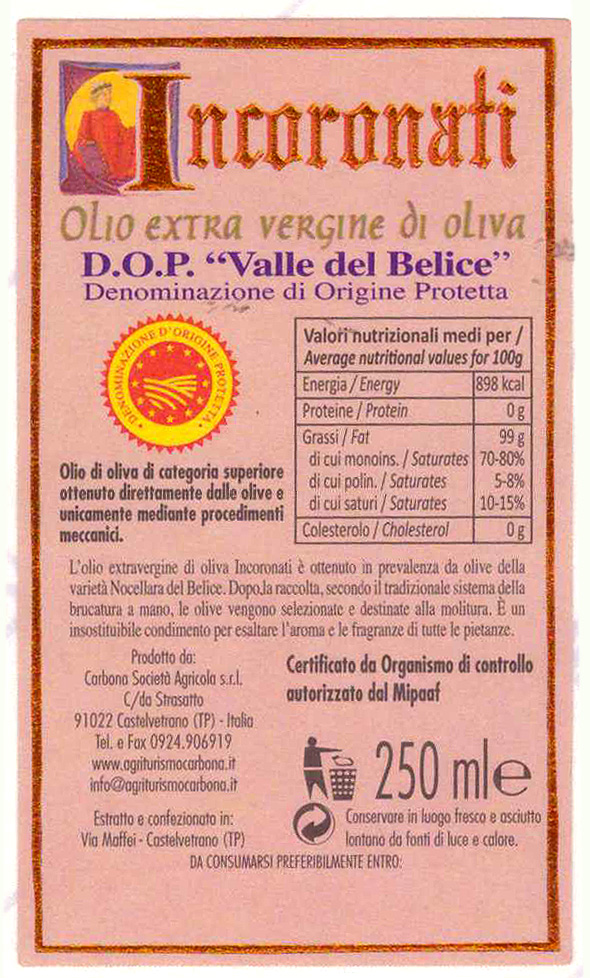 Incoronati
Olio extra vergine di oliva
D.O.P. “Valle del Belice”
Denominazione di Origine Protetta
DENOMINAZIONE D'ORIGINE PROTETTA
Olio di oliva di categoria superiore
ottenuto direttamente dalle olive e
unicamente mediante procedimenti
meccanici.
Valori nutrizionali medi per /
Average nutritional values for 100g
Energia / Energy 898 kcal
Proteine / Protein 0 g
Grassi / Fat 99 g
di cui monoins. / Saturates 70-80%
di cui polin. / Saturates 5-8%
di cui saturi / Saturates 10-15%
Colesterolo / Cholesterol 0 g
L'olio extravergine di oliva Incoronati è ottenuto in prevalenza da olive della
varietà Nocellara del Belice. Dopo,la raccolta, secondo il tradizionale sistema della
brucatura a mano, le olive vengono selezionate e destinate alla molitura. È un
insostituibile condimento per esaltare l'aroma e le fragranze di tutte le pietanze.
Prodotto da:
Carbona Società Agricola s.r.l.
C/da Strasatto
91022 Castelvetrano (TP) - Italia
Tel. e Fax 0924.906919
www.agriturismocarbona.it
info@agriturismocarbona.it
Estratto e confezionato in:
Via Maffei - Castelvetrano (TP)
Certificato da Organismo di controllo
autorizzato dal Mipaaf
250 ml e
Conservare in luogo fresco e asciutto
lontano da fonti di luce e calore.
DA CONSUMARSI PREFERIBILMENTE ENTRO: